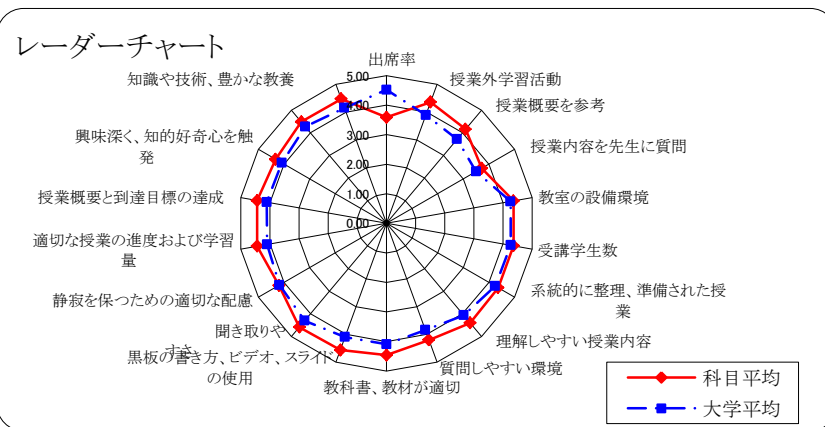 レーダーチャート
出席率
授業外学習活動
授業概要を参考
授業内容を先生に質問
教室の設備環境
受講学生数
系統的に整理、準備された授
業
理解しやすい授業内容
質問しやすい環境
教科書、教材が適切
黒板の書き方、ビデオ、スライド
の使用
聞き取りや
すさ
静寂を保つための適切な配慮
適切な授業の進度および学習
量
授業概要と到達目標の達成
興味深く、知的好奇心を触
発
知識や技術、豊かな教養
5.00
4.00
3.00
2.00
1.00
0.00
科目平均
大学平均